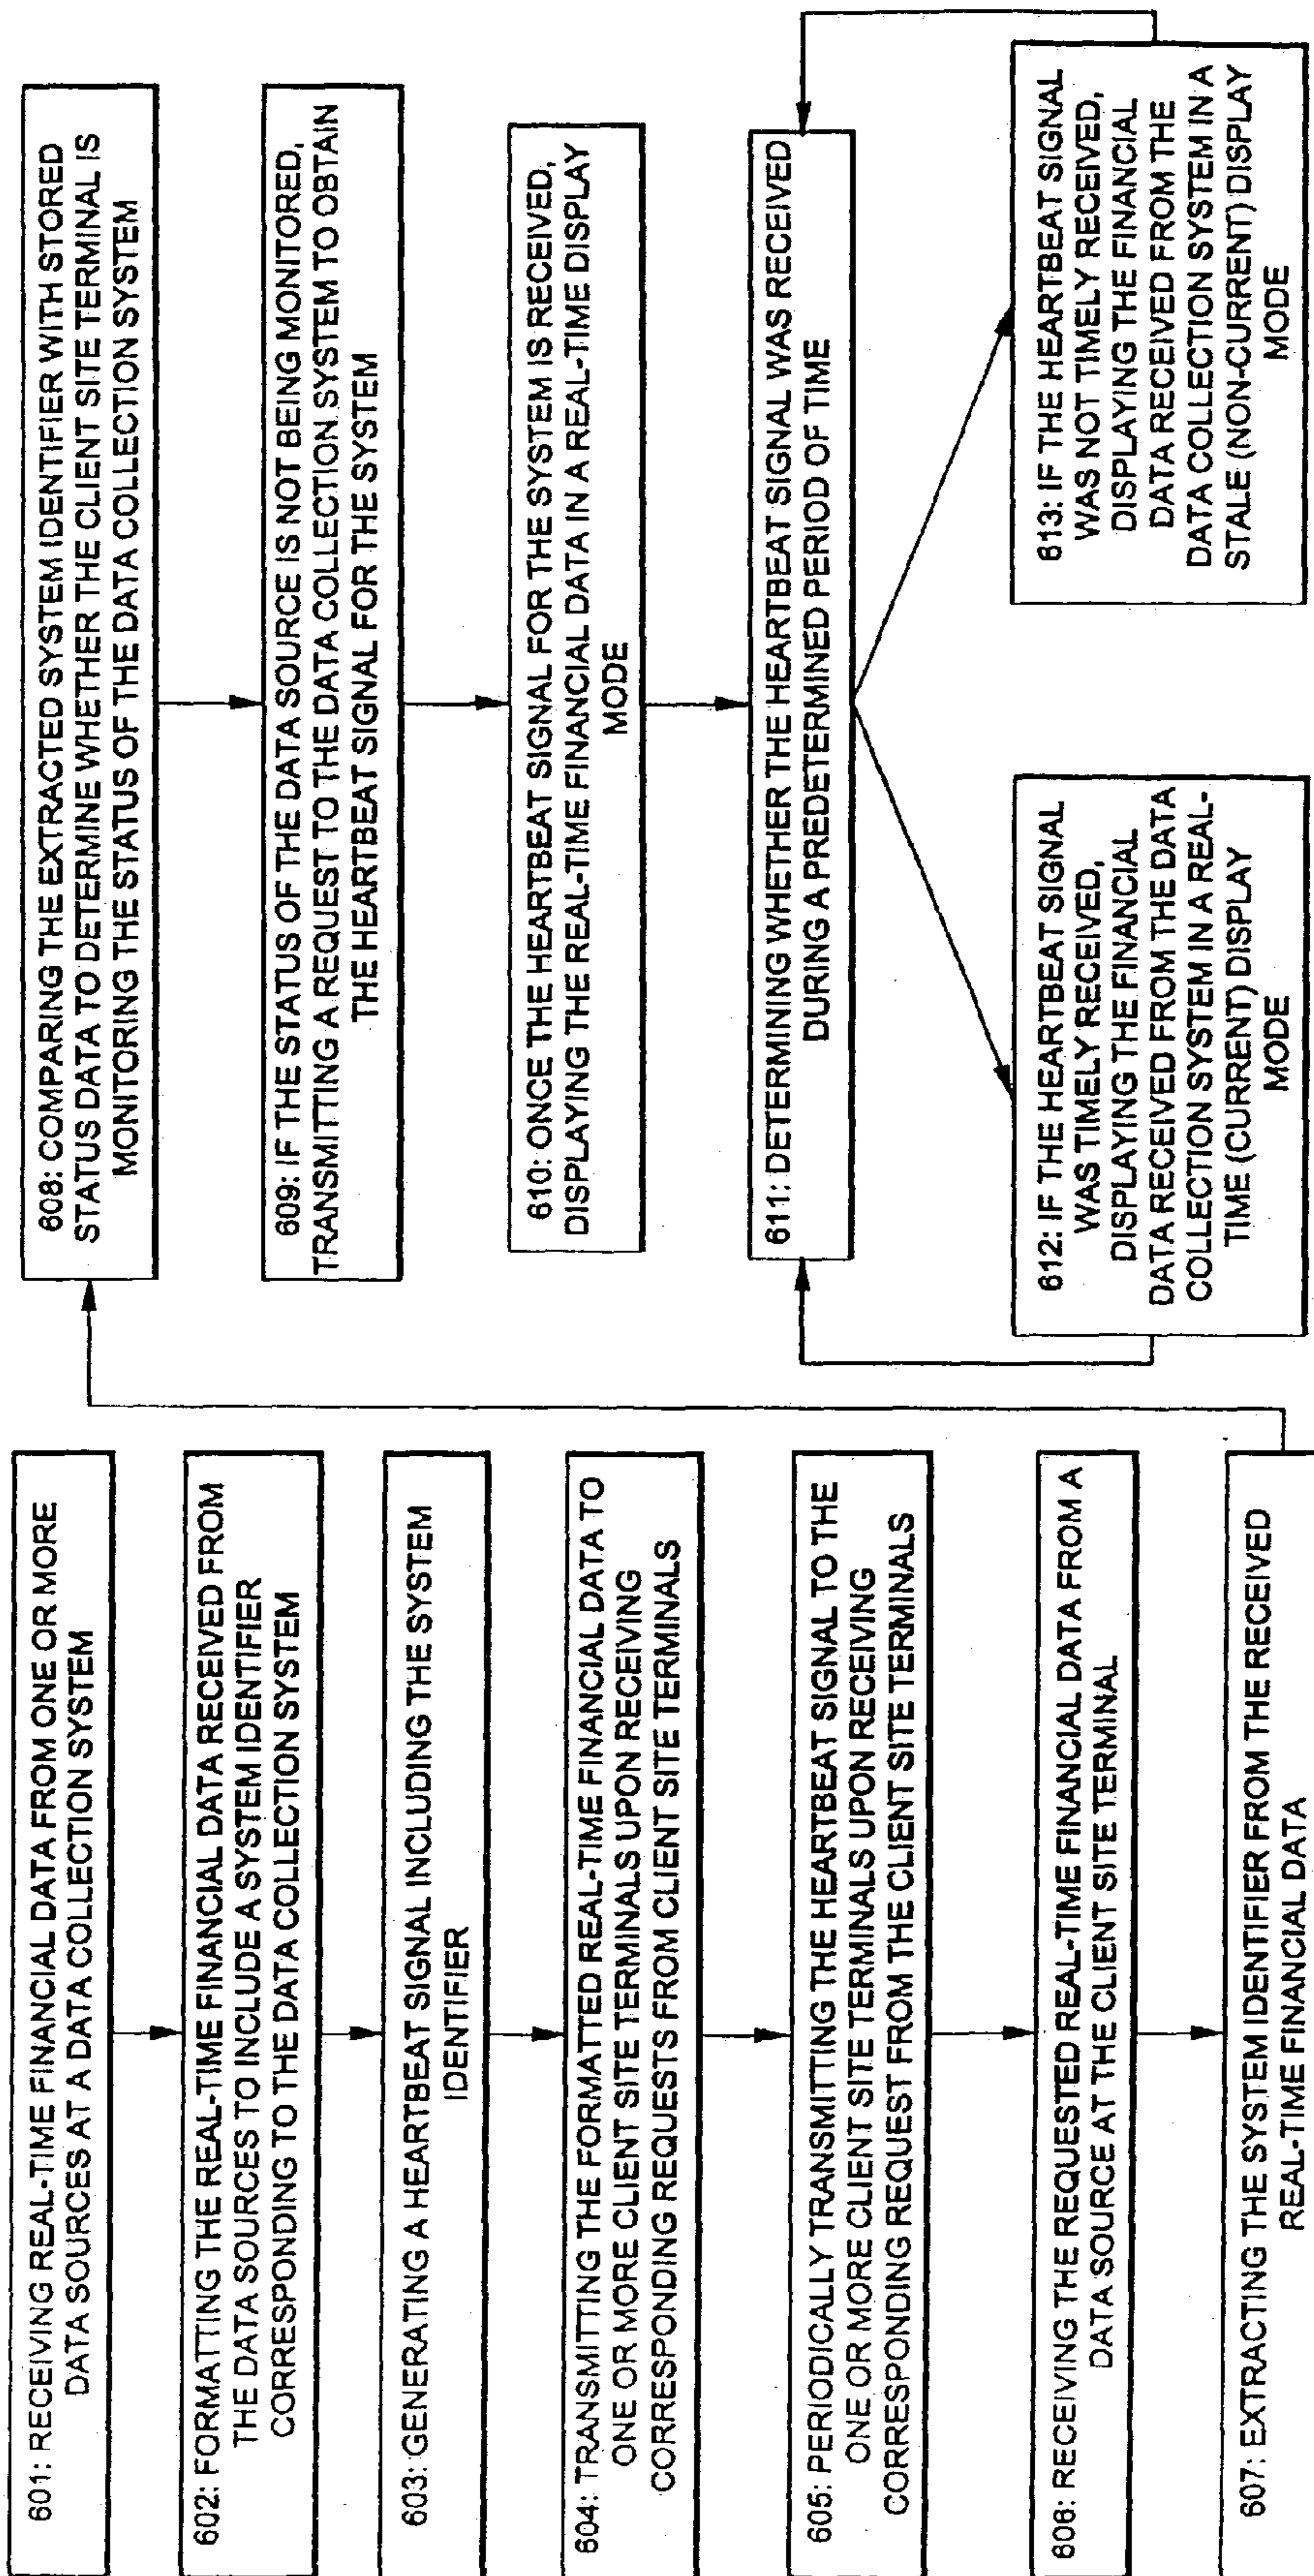 601: RECEIVING REAL-TIME FINANCIAL DATA FROM ONE OR MORE
DATA SOURCES AT A DATA COLLECTION SYSTEM
602: FORMATTING THE REAL-TIME FINANCIAL DATA RECEIVED FROM
THE DATA SOURCES TO INCLUDE A SYSTEM IDENTIFIER
CORRESPONDING TO THE DATA COLLECTION SYSTEM
603: GENERATING A HEARTBEAT SIGNAL INCLUDING THE SYSTEM
IDENTIFIER
604: TRANSMITTING THE FORMATTED REAL-TIME FINANCIAL DATA TO
ONE OR MORE CLIENT SITE TERMINALS UPON RECEIVING
CORRESPONDING REQUESTS FROM CLIENT SITE TERMINALS
605: PERIODICALLY TRANSMITTING THE HEARTBEAT SIGNAL TO THE
ONE OR MORE CLIENT SITE TERMINALS UPON RECEIVING
CORRESPONDING REQUEST FROM THE CLIENT SITE TERMINALS
606: RECEIVING THE REQUESTED REAL-TIME FINANCIAL DATA FROM A
DATA SOURCE AT THE CLIENT SITE TERMINAL
607: EXTRACTING THE SYSTEM IDENTIFIER FROM THE RECEIVED
REAL-TIME FINANCIAL DATA
608: COMPARING THE EXTRACTED SYSTEM IDENTIFIER WITH STORED
STATUS DATA TO DETERMINE WHETHER THE CLIENT SITE TERMINAL IS
MONITORING THE STATUS OF THE DATA COLLECTION SYSTEM
609: IF THE STATUS OF THE DATA SOURCE IS NOT BEING MONITORED,
TRANSMITTING A REQUEST TO THE DATA COLLECTION SYSTEM TO OBTAIN
THE HEARTBEAT SIGNAL FOR THE SYSTEM
610: ONCE THE HEARTBEAT SIGNAL FOR THE SYSTEM IS RECEIVED,
DISPLAYING THE REAL-TIME FINANCIAL DATA IN A REAL-TIME DISPLAY
MODE
611: DETERMINING WHETHER THE HEARTBEAT SIGNAL WAS RECEIVED
DURING A PREDETERMINED PERIOD OF TIME
612: IF THE HEARTBEAT SIGNAL
WAS TIMELY RECEIVED,
DISPLAYING THE FINANCIAL
DATA RECEIVED FROM THE DATA
COLLECTION SYSTEM IN A REAL-
TIME (CURRENT) DISPLAY
MODE
613: IF THE HEARTBEAT SIGNAL
WAS NOT TIMELY RECEIVED,
DISPLAYING THE FINANCIAL
DATA RECEIVED FROM THE
DATA COLLECTION SYSTEM IN A
STALE (NON-CURRENT) DISPLAY
MODE